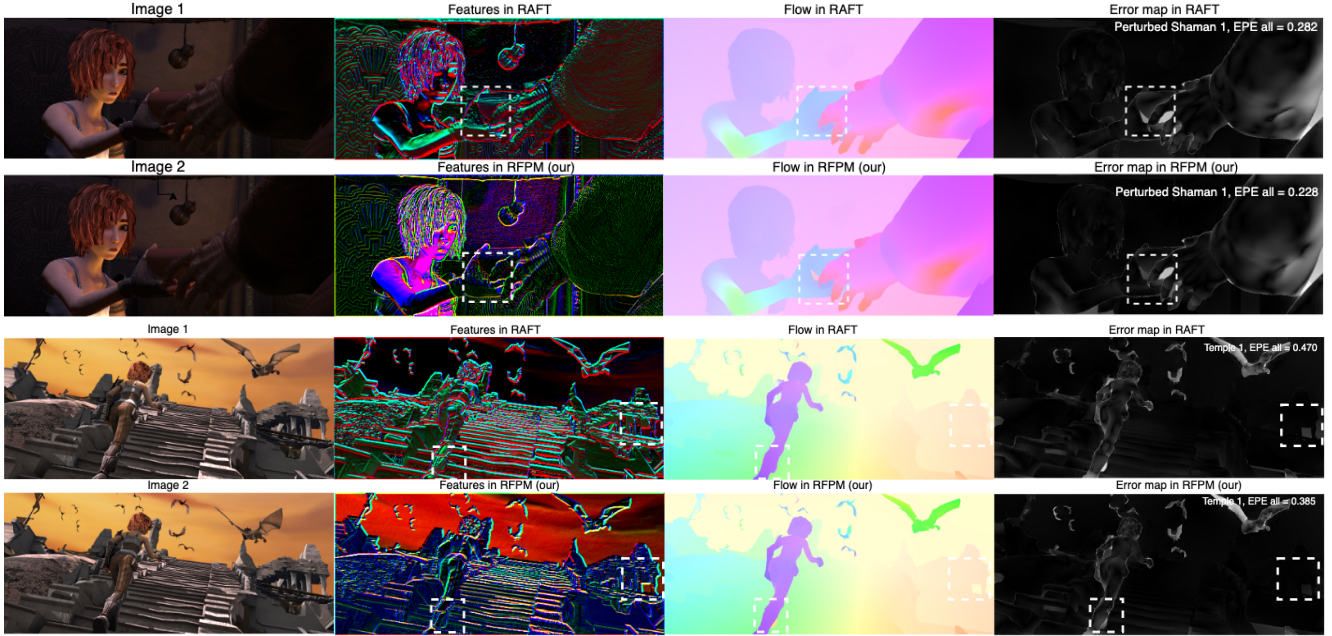 Image 1
Features in RAFT
Flow in RAFT
Error map in RAFT
Perturbed Shaman 1, EPE all = 0.282
Image 2
Features in RFPM (our)
Flow in RFPM (our)
Error map in RFPM (our)
Perturbed Shaman 1, EPE all = 0.228
Image 1
Features in RAFT
Flow in RAFT
Error map in RAFT
Temple 1, EPE all = 0.470
Image 2
Features in RFPM (our)
Flow in RFPM (our)
Error map in RFPM (our)
Temple 1, EPE all = 0.385